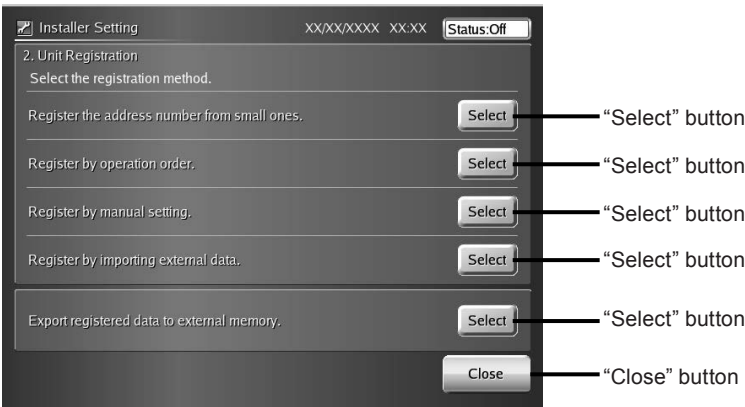 Installer Setting XX/XX/XXXX XX:XX Status:Off
2. Unit Registration
Select the registration method.
Register the address number from small ones. Select “Select” button
Register by operation order. Select “Select” button
Register by manual setting. Select “Select” button
Register by importing external data. Select “Select” button
Export registered data to external memory. Select “Select” button
Close “Close” button